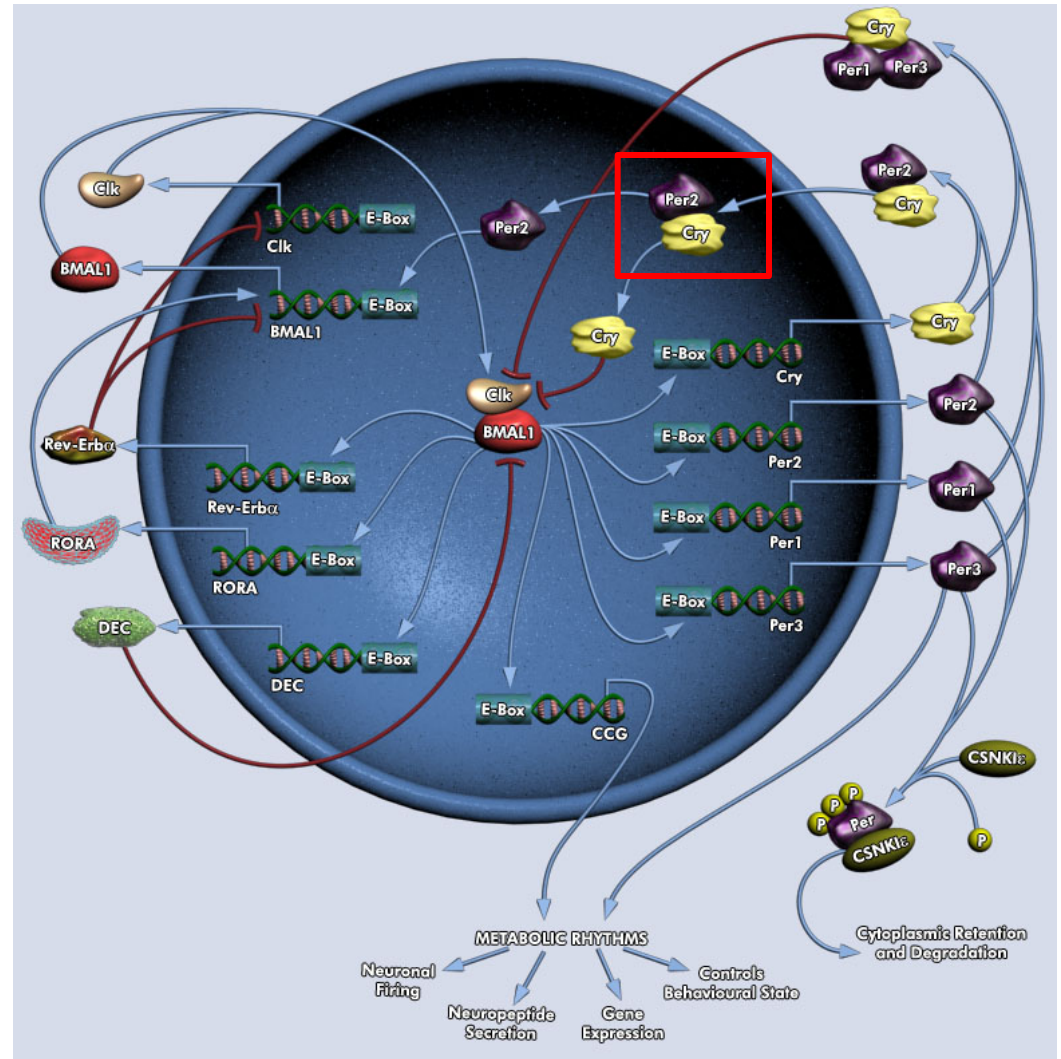 Cry
Per1
Per3
Per2
Cry
Clk
E-Box
Clk
Per2
Per2
Cry
BMAL1
E-Box
BMAL1
Cry
E-Box
Cry
Cry
Clk
BMAL1
Per2
E-Box
Per2
Rev-Erbα
E-Box
Rev-Erbα
Per1
E-Box
Per1
RORA
E-Box
RORA
Per3
E-Box
Per3
DEC
E-Box
DEC
E-Box
CCG
CSNKIε
P
P
P
Per
P
CSNKIε
METABOLIC RHYTHMS
Cytoplasmic Retention
and Degradation
Neuronal
Firing
Controls
Behavioural State
Neuropeptide
Secretion
Gene
Expression